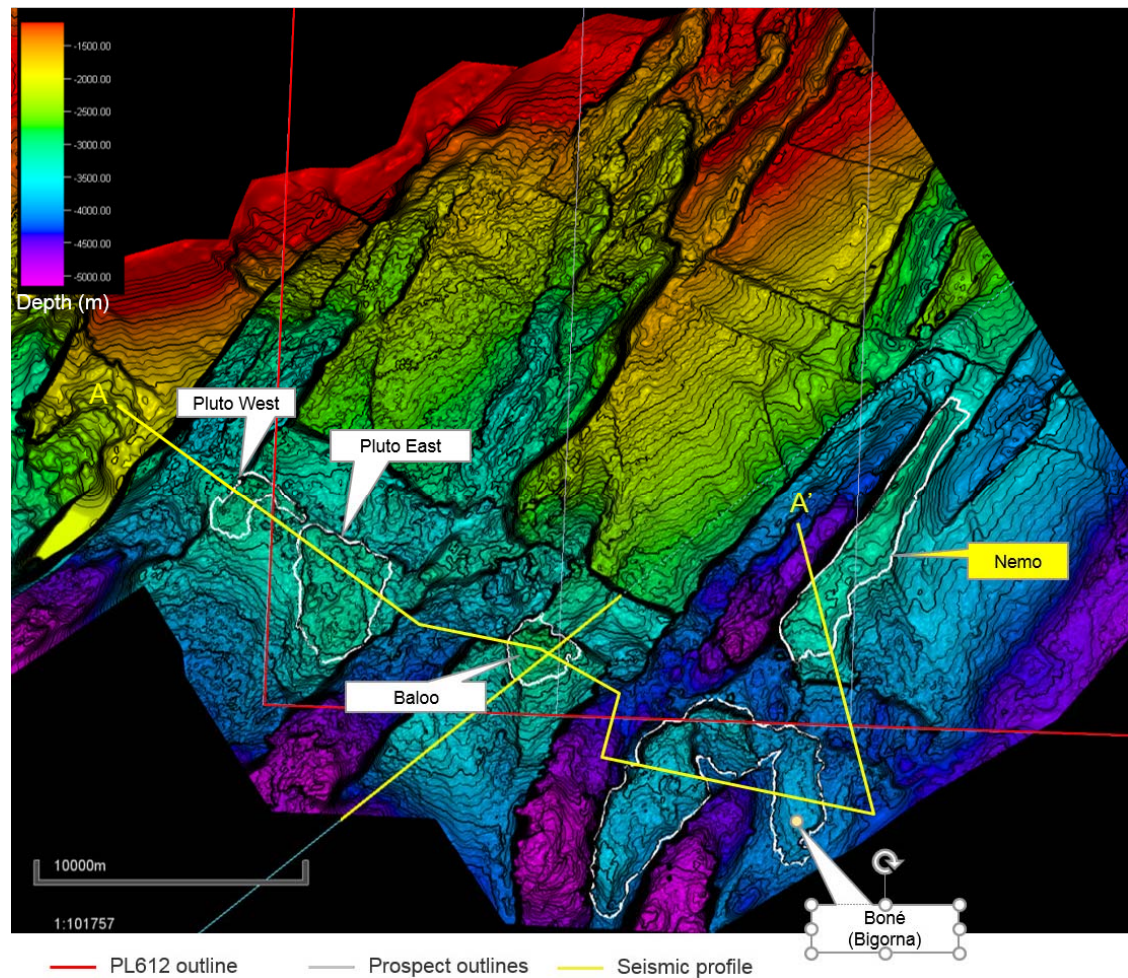 -1500.00
-2000.00
-2500.00
-3000.00
-3500.00
-4000.00
-4500.00
-5000.00
Depth (m)
A
Pluto West
Pluto East
A'
Nemo
Baloo
10000m
1:101757
Boné
(Bigorna)
PL612 outline
Prospect outlines
Seismic profile